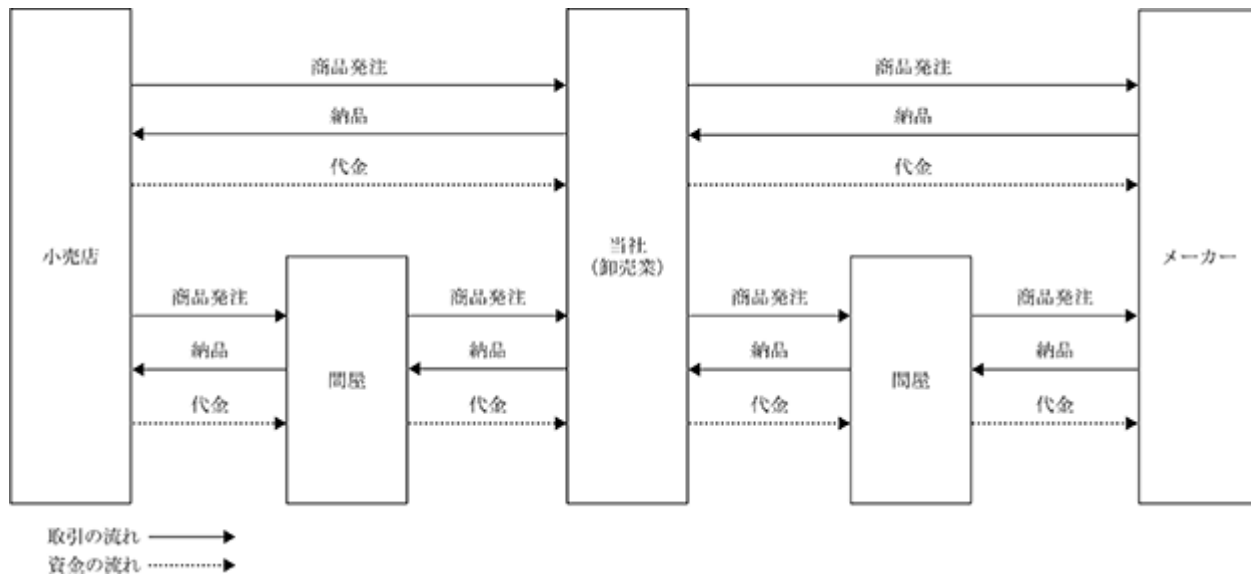 商品発注
商品発注
納品
納品
代金
代金
小売店
当社
(卸売業)
メーカー
商品発注
商品発注
商品発注
商品発注
納品
納品
納品
納品
問屋
問屋
代金
代金
代金
代金
取引の流れ
資金の流れ